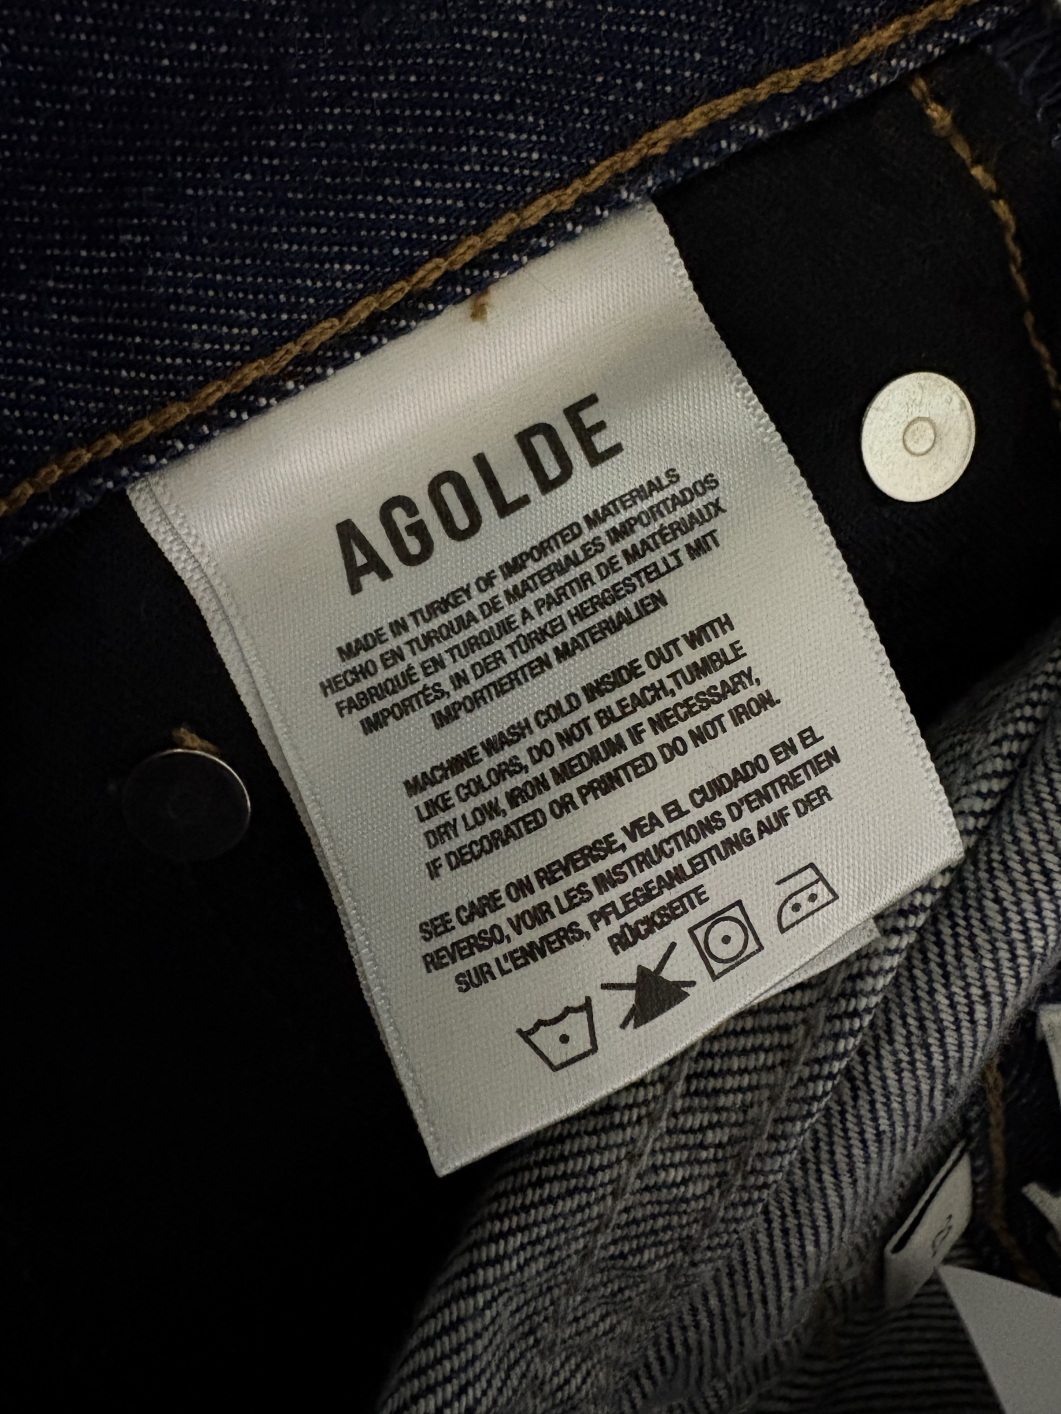 AGOLDE
MADE IN TURKEY OF IMPORTED MATERIALS
HECHO EN TURQUIA DE MATERIALES IMPORTADOS
FABRIQUÉ EN TURQUIE A PARTIR DE MATÉRIAUX
IMPORTÉS, IN DER TÜRKEI HERGESTELLT MIT
IMPORTIERTEN MATERIALIEN
MACHINE WASH COLD INSIDE OUT WITH
LIKE COLORS, DO NOT BLEACH,TUMBLE
DRY LOW, IRON MEDIUM IF NECESSARY,
IF DECORATED OR PRINTED DO NOT IRON.
SEE CARE ON REVERSE, VEA EL CUIDADO EN EL
REVERSO, VOIR LES INSTRUCTIONS D'ENTRETIEN
SUR L'ENVERS, PFLEGEANLEITUNG AUF DER
RÜCKSEITE